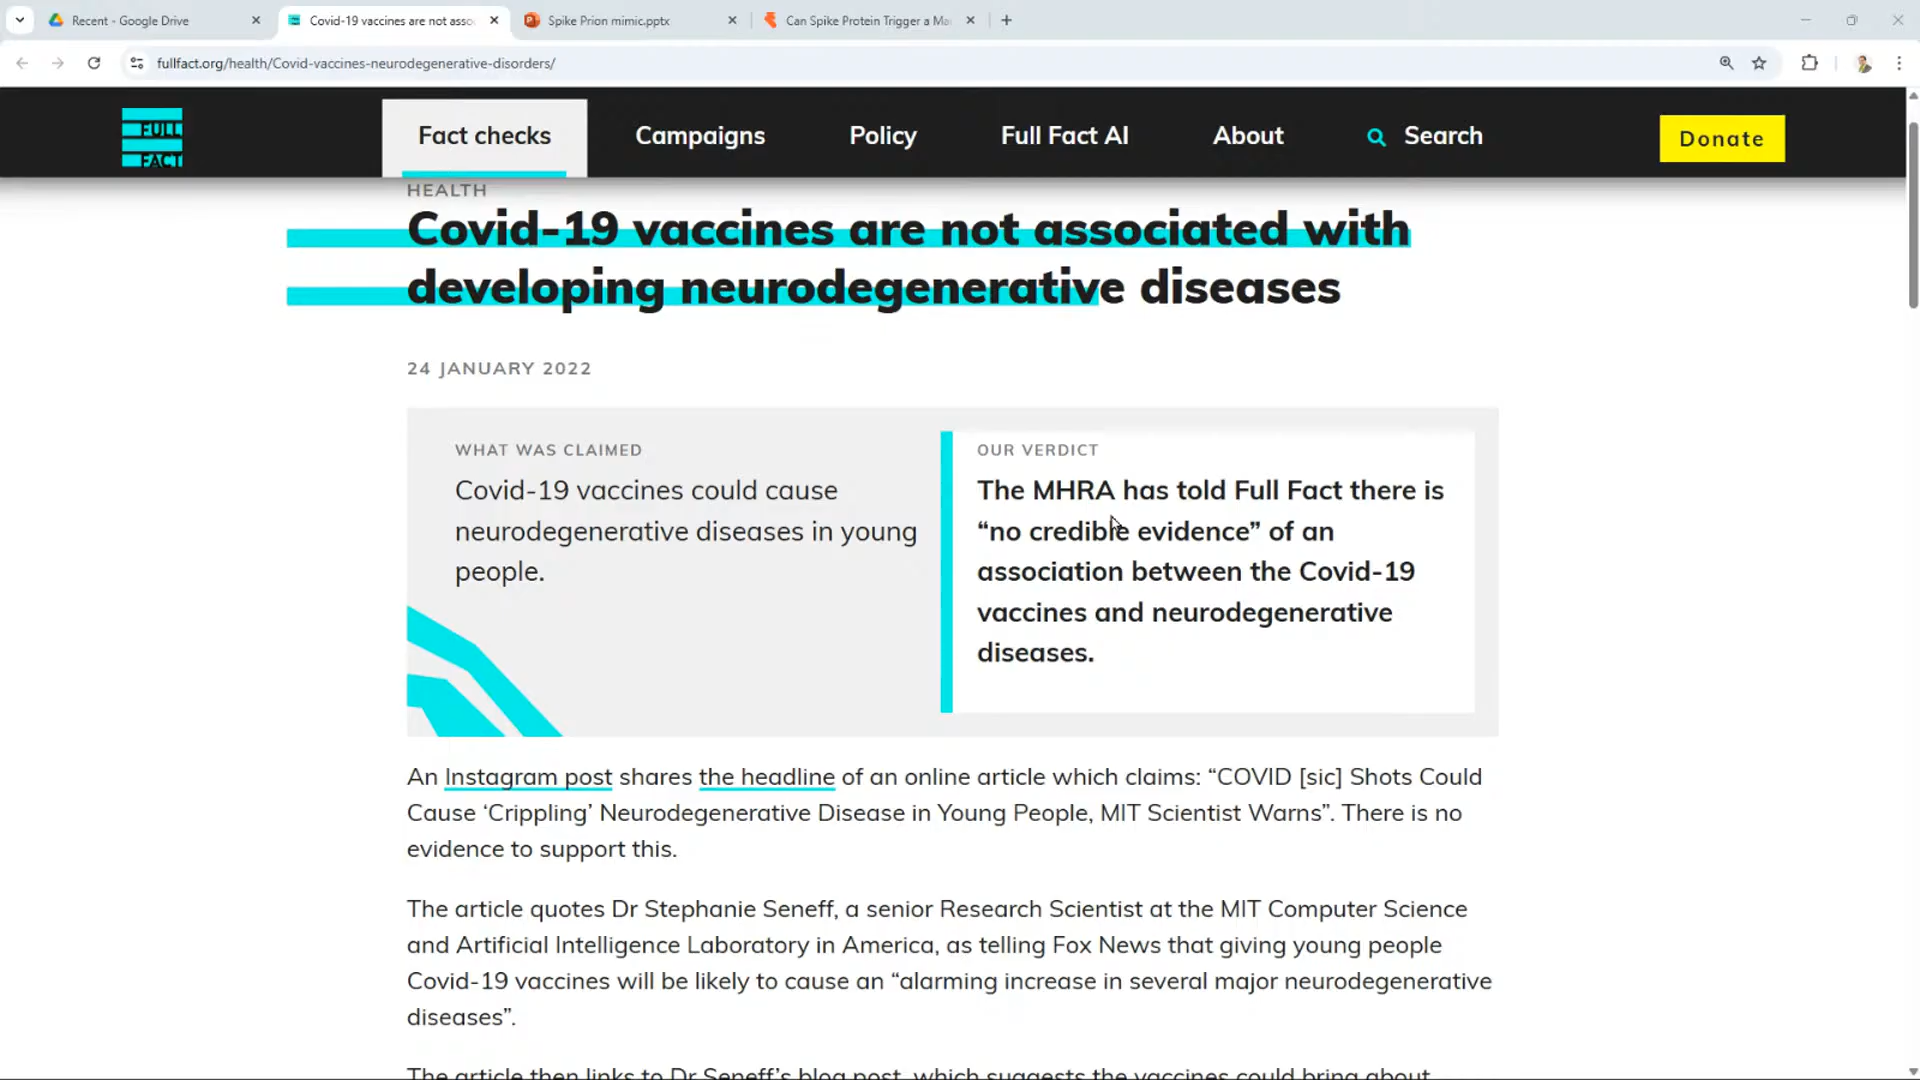 Recent - Google Drive
Covid-19 vaccines are not asso
Spike Prion mimic.pptx
Can Spike Protein Trigger a Ma
fullfact.org/health/Covid-vaccines-neurodegenerative-disorders/
FULL
FACT
Fact checks
Campaigns
Policy
Full Fact AI
About
Search
Donate
HEALTH
Covid-19 vaccines are not associated with
developing neurodegenerative diseases
24 JANUARY 2022
WHAT WAS CLAIMED
Covid-19 vaccines could cause
neurodegenerative diseases in young
people.
OUR VERDICT
The MHRA has told Full Fact there is
“no credible evidence” of an
association between the Covid-19
vaccines and neurodegenerative
diseases.
An Instagram post shares the headline of an online article which claims: “COVID [sic] Shots Could
Cause ‘Crippling’ Neurodegenerative Disease in Young People, MIT Scientist Warns”. There is no
evidence to support this.
The article quotes Dr Stephanie Seneff, a senior Research Scientist at the MIT Computer Science
and Artificial Intelligence Laboratory in America, as telling Fox News that giving young people
Covid-19 vaccines will be likely to cause an “alarming increase in several major neurodegenerative
diseases”.
The article then links to Dr Seneff’s blog post, which suggests the vaccines could bring about